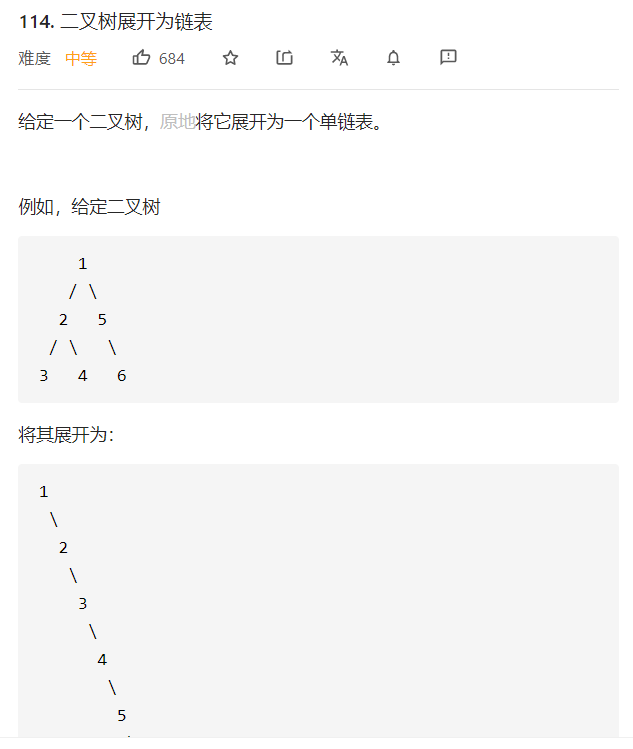 114. 二叉树展开为链表
难度 中等 684
给定一个二叉树，原地将它展开为一个单链表。
例如，给定二叉树
1
/ \
2 5
/ \ \
3 4 6
将其展开为：
1
\
2
\
3
\
4
\
5